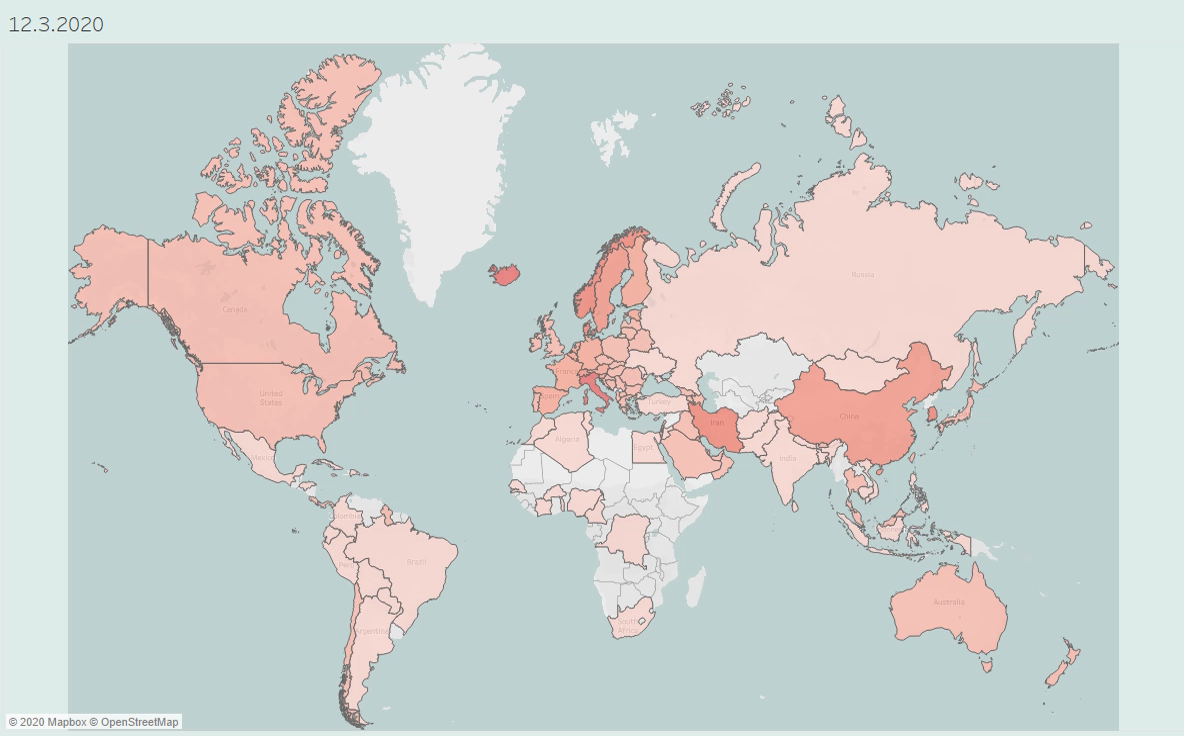 12.3.2020
Russia
Canada
France
Spain
Turkey
United
States
China
Iran
Algeria
Egypt
Mexico
India
Colombia
Brazil
Peru
Australia
South
Africa
Argentina
© 2020 Mapbox © OpenStreetMap